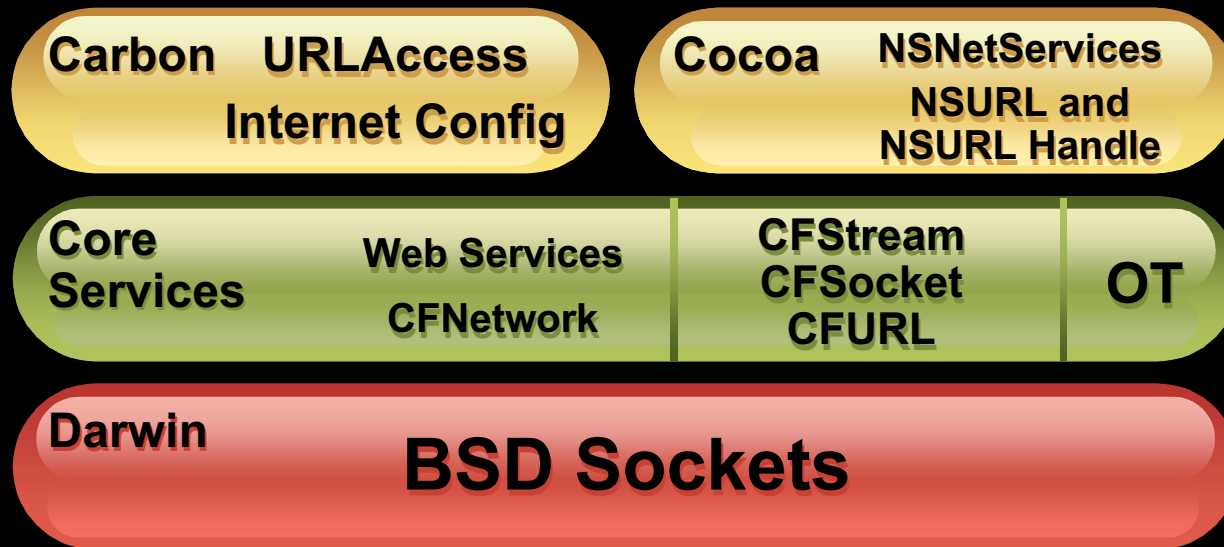 Carbon URLAccess
Internet Config
Cocoa NSNetServices
NSURL and
NSURL Handle
Core
Services
Web Services
CFNetwork
CFStream
CFSocket
CFURL
OT
Darwin
BSD Sockets